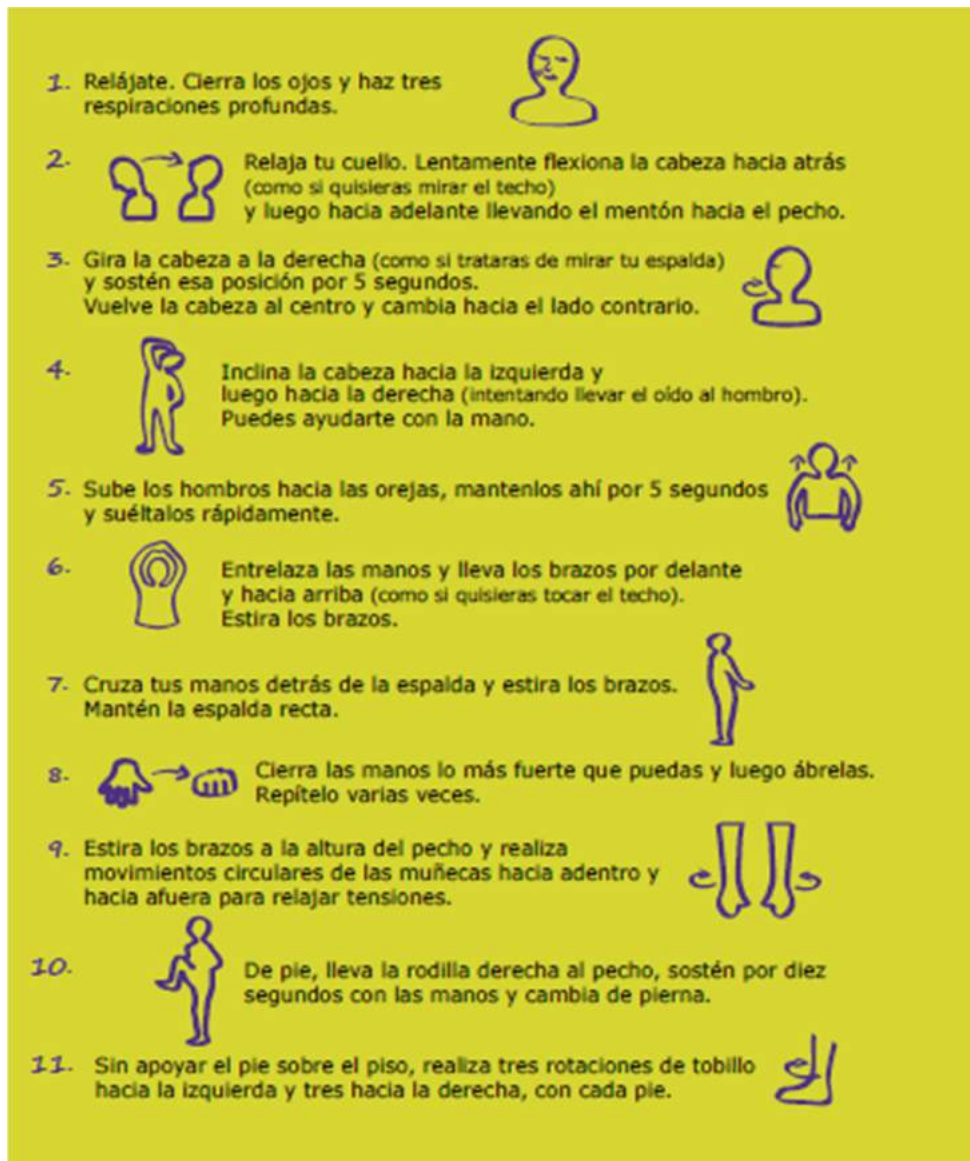 1. Relájate. Cierra los ojos y haz tres
respiraciones profundas.
2. Relaja tu cuello. Lentamente flexiona la cabeza hacia atrás
(como si quisieras mirar el techo)
y luego hacia adelante llevando el mentón hacia el pecho.
3. Gira la cabeza a la derecha (como si trataras de mirar tu espalda)
y sostén esa posición por 5 segundos.
Vuelve la cabeza al centro y cambia hacia el lado contrario.
4. Inclina la cabeza hacia la izquierda y
luego hacia la derecha (intentando llevar el oído al hombro).
Puedes ayudarte con la mano.
5. Sube los hombros hacia las orejas, mantenlos ahí por 5 segundos
y suéltalos rápidamente.
6. Entrelaza las manos y lleva los brazos por delante
y hacia arriba (como si quisieras tocar el techo).
Estira los brazos.
7. Cruza tus manos detrás de la espalda y estira los brazos.
Mantén la espalda recta.
8. Cierra las manos lo más fuerte que puedas y luego ábrelas.
Repítelo varias veces.
9. Estira los brazos a la altura del pecho y realiza
movimientos circulares de las muñecas hacia adentro y
hacia afuera para relajar tensiones.
10. De pie, lleva la rodilla derecha al pecho, sostén por diez
segundos con las manos y cambia de pierna.
11. Sin apoyar el pie sobre el piso, realiza tres rotaciones de tobillo
hacia la izquierda y tres hacia la derecha, con cada pie.